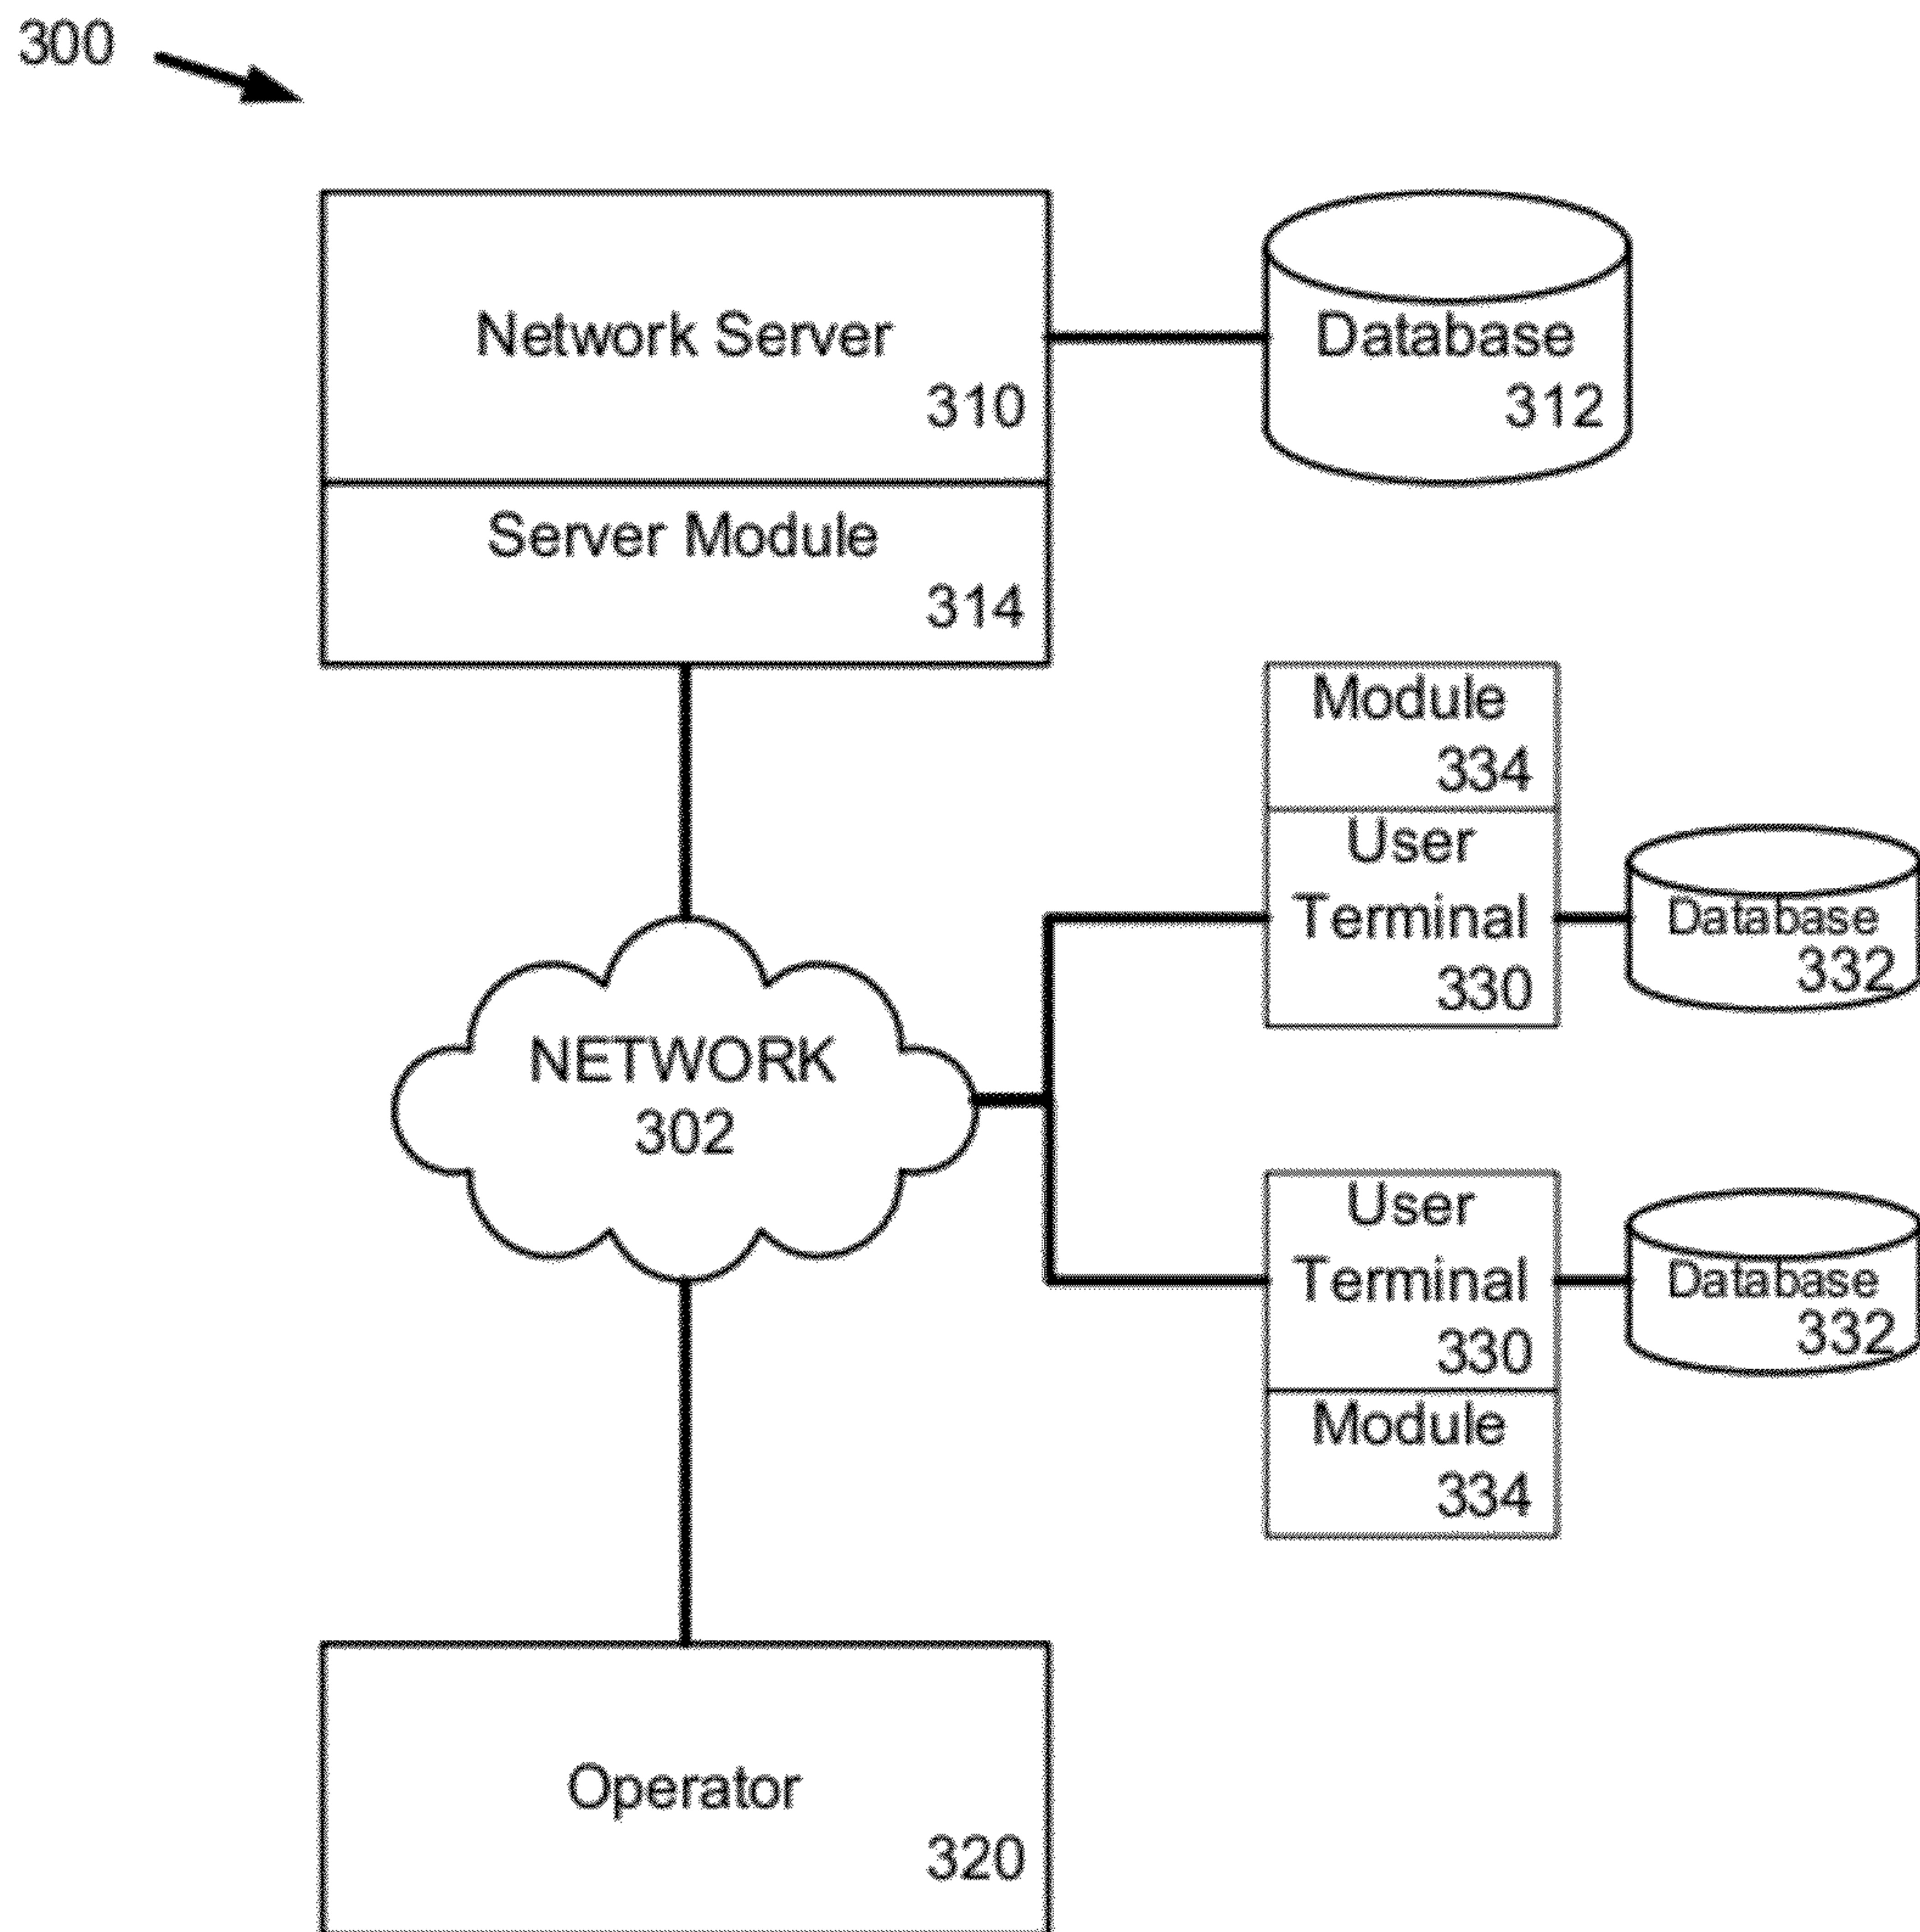 300
Network Server
310
Database
312
Server Module
314
Module
334
User
Terminal
330
Database
332
NETWORK
302
User
Terminal
330
Database
332
Module
334
Operator
320